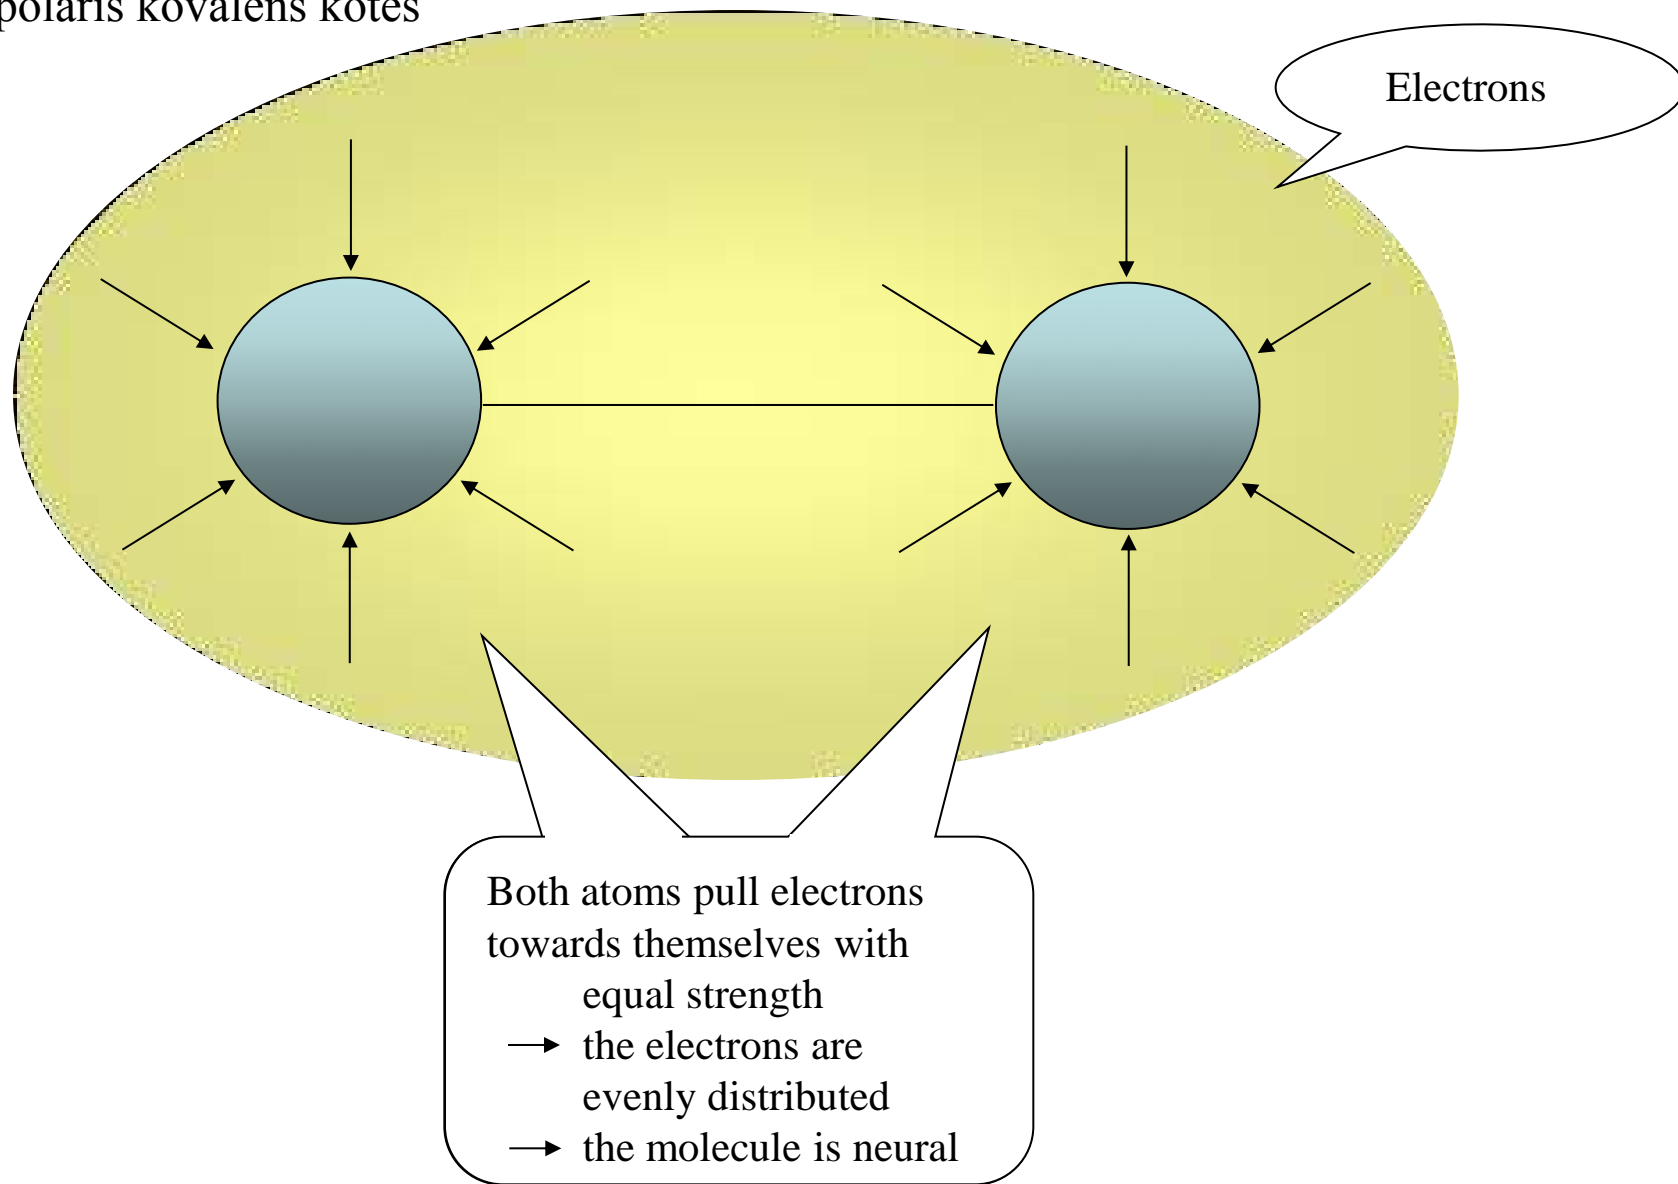 polaris kovalens kotes
Electrons
Both atoms pull electrons
towards themselves with
equal strength
→ the electrons are
evenly distributed
→ the molecule is neural